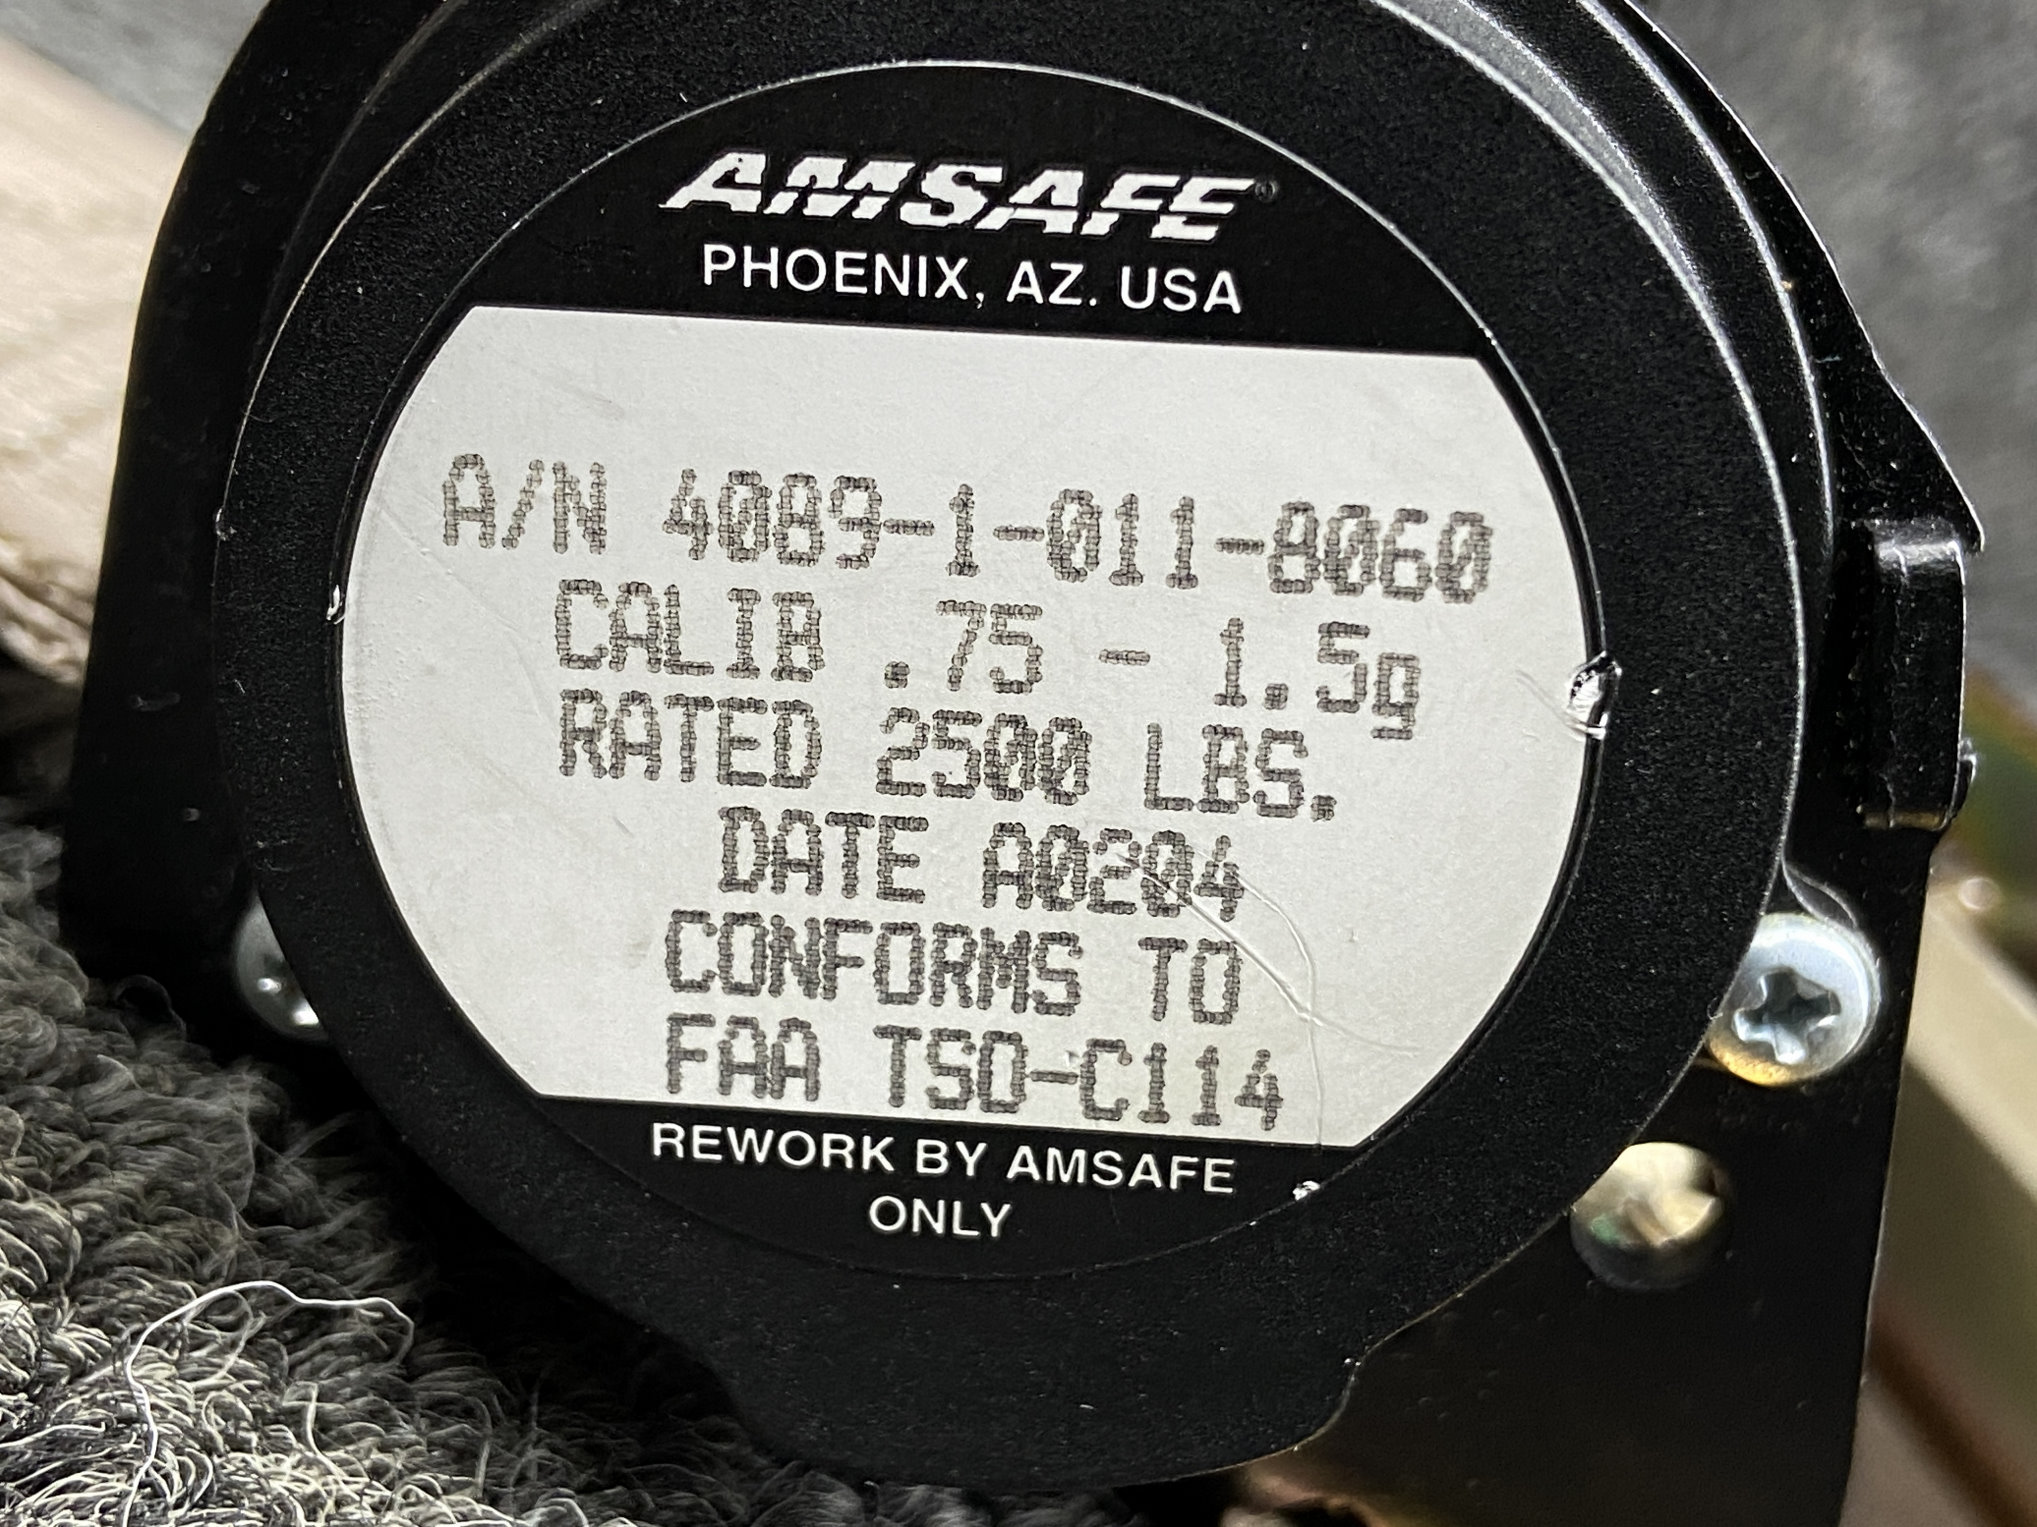 AMSAFE®
PHOENIX, AZ. USA
A/N 4089-1-011-8060
CALIB .75 - 1.5g
RATED 2500 LBS.
DATE A0204
CONFORMS TO
FAA TSO-C114
REWORK BY AMSAFE
ONLY